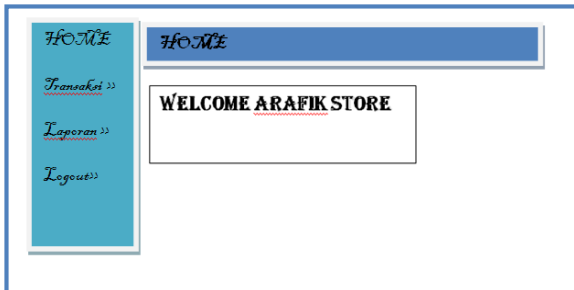 HOME
Transaksi >>
Laporan >>
Logout>>
HOME
WELCOME ARAFIK STORE